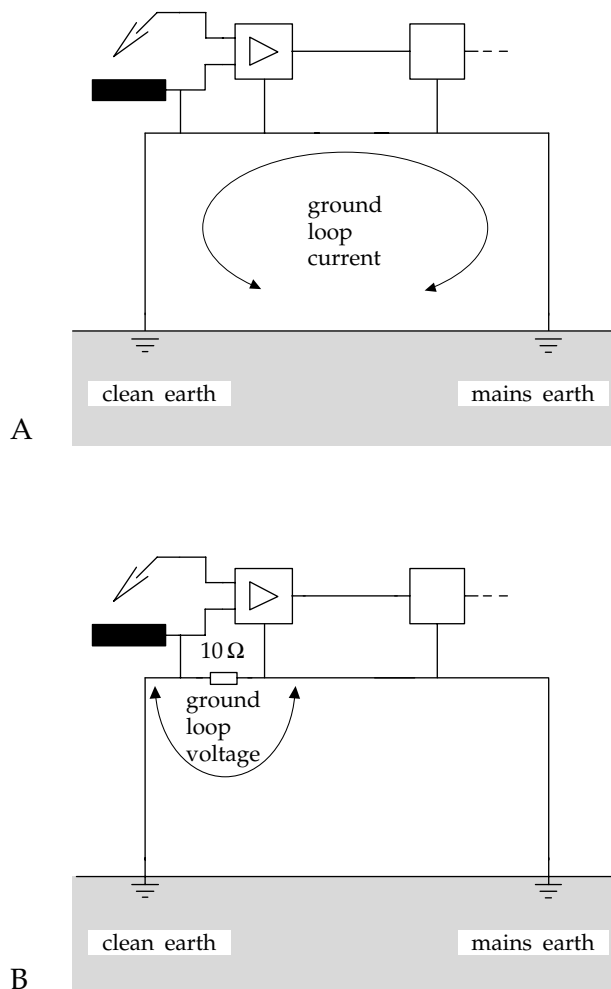 ground
loop
current
clean earth
mains earth
A
10 Ω
ground
loop
voltage
clean earth
mains earth
B